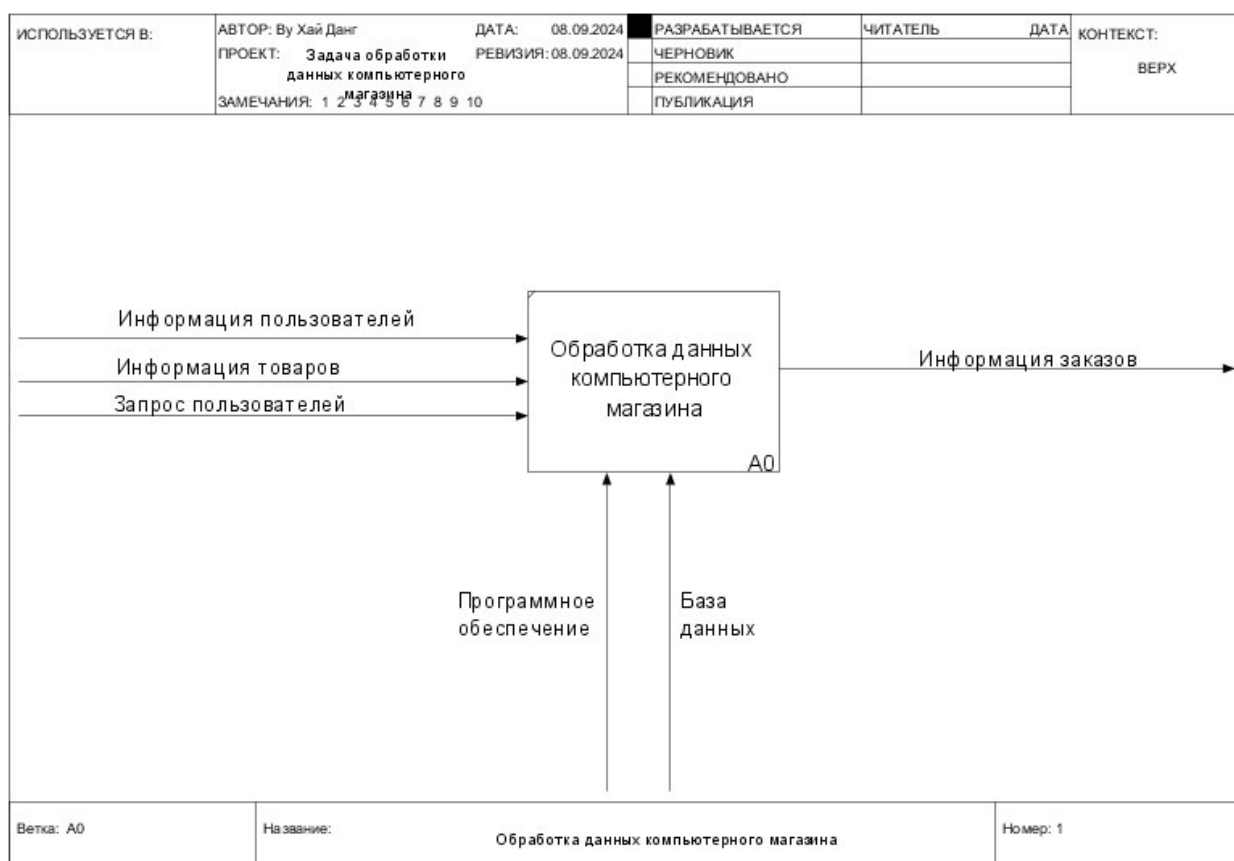 ИСПОЛЬЗУЕТСЯ В:
АВТОР: Ву Хай Данг
ДАТА: 08.09.2024
ПРОЕКТ: Задача обработки
данных компьютерного
магазина
РЕВИЗИЯ: 08.09.2024
ЗАМЕЧАНИЯ: 1 2 3 4 5 6 7 8 9 10
РАЗРАБАТЫВАЕТСЯ
ЧЕРНОВИК
РЕКОМЕНДОВАНО
ПУБЛИКАЦИЯ
ЧИТАТЕЛЬ
ДАТА
КОНТЕКСТ:
ВЕРХ
Информация пользователей
Информация товаров
Запрос пользователей
Обработка данных
компьютерного
магазина
A0
Информация заказов
Программное
обеспечение
База
данных
Ветка: A0
Название:
Обработка данных компьютерного магазина
Номер: 1